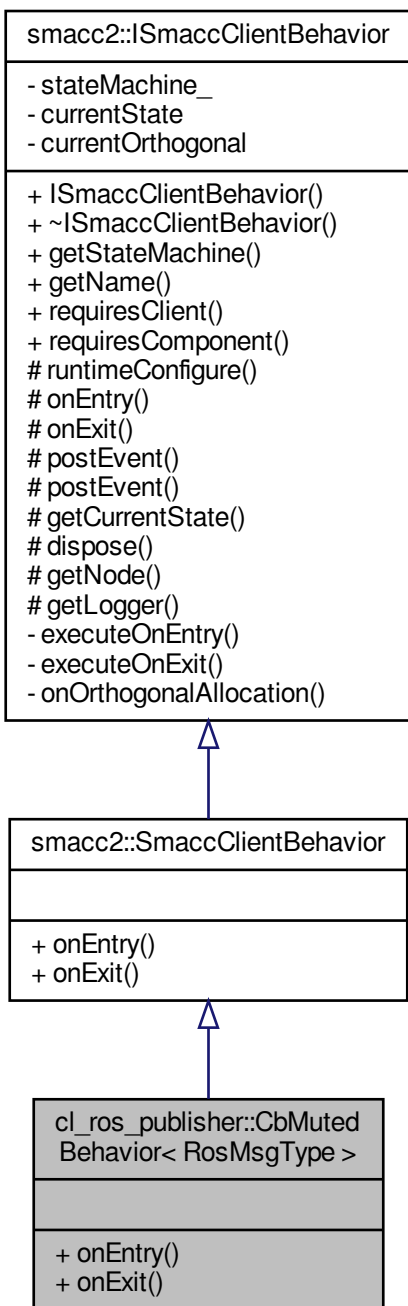 smacc2::ISmaccClientBehavior
- stateMachine_
- currentState
- currentOrthogonal
+ ISmaccClientBehavior()
+ ~ISmaccClientBehavior()
+ getStateMachine()
+ getName()
+ requiresClient()
+ requiresComponent()
# runtimeConfigure()
# onEntry()
# onExit()
# postEvent()
# postEvent()
# getCurrentState()
# dispose()
# getNode()
# getLogger()
- executeOnEntry()
- executeOnExit()
- onOrthogonalAllocation()
smacc2::SmaccClientBehavior
+ onEntry()
+ onExit()
cl_ros_publisher::CbMuted
Behavior< RosMsgType >
+ onEntry()
+ onExit()